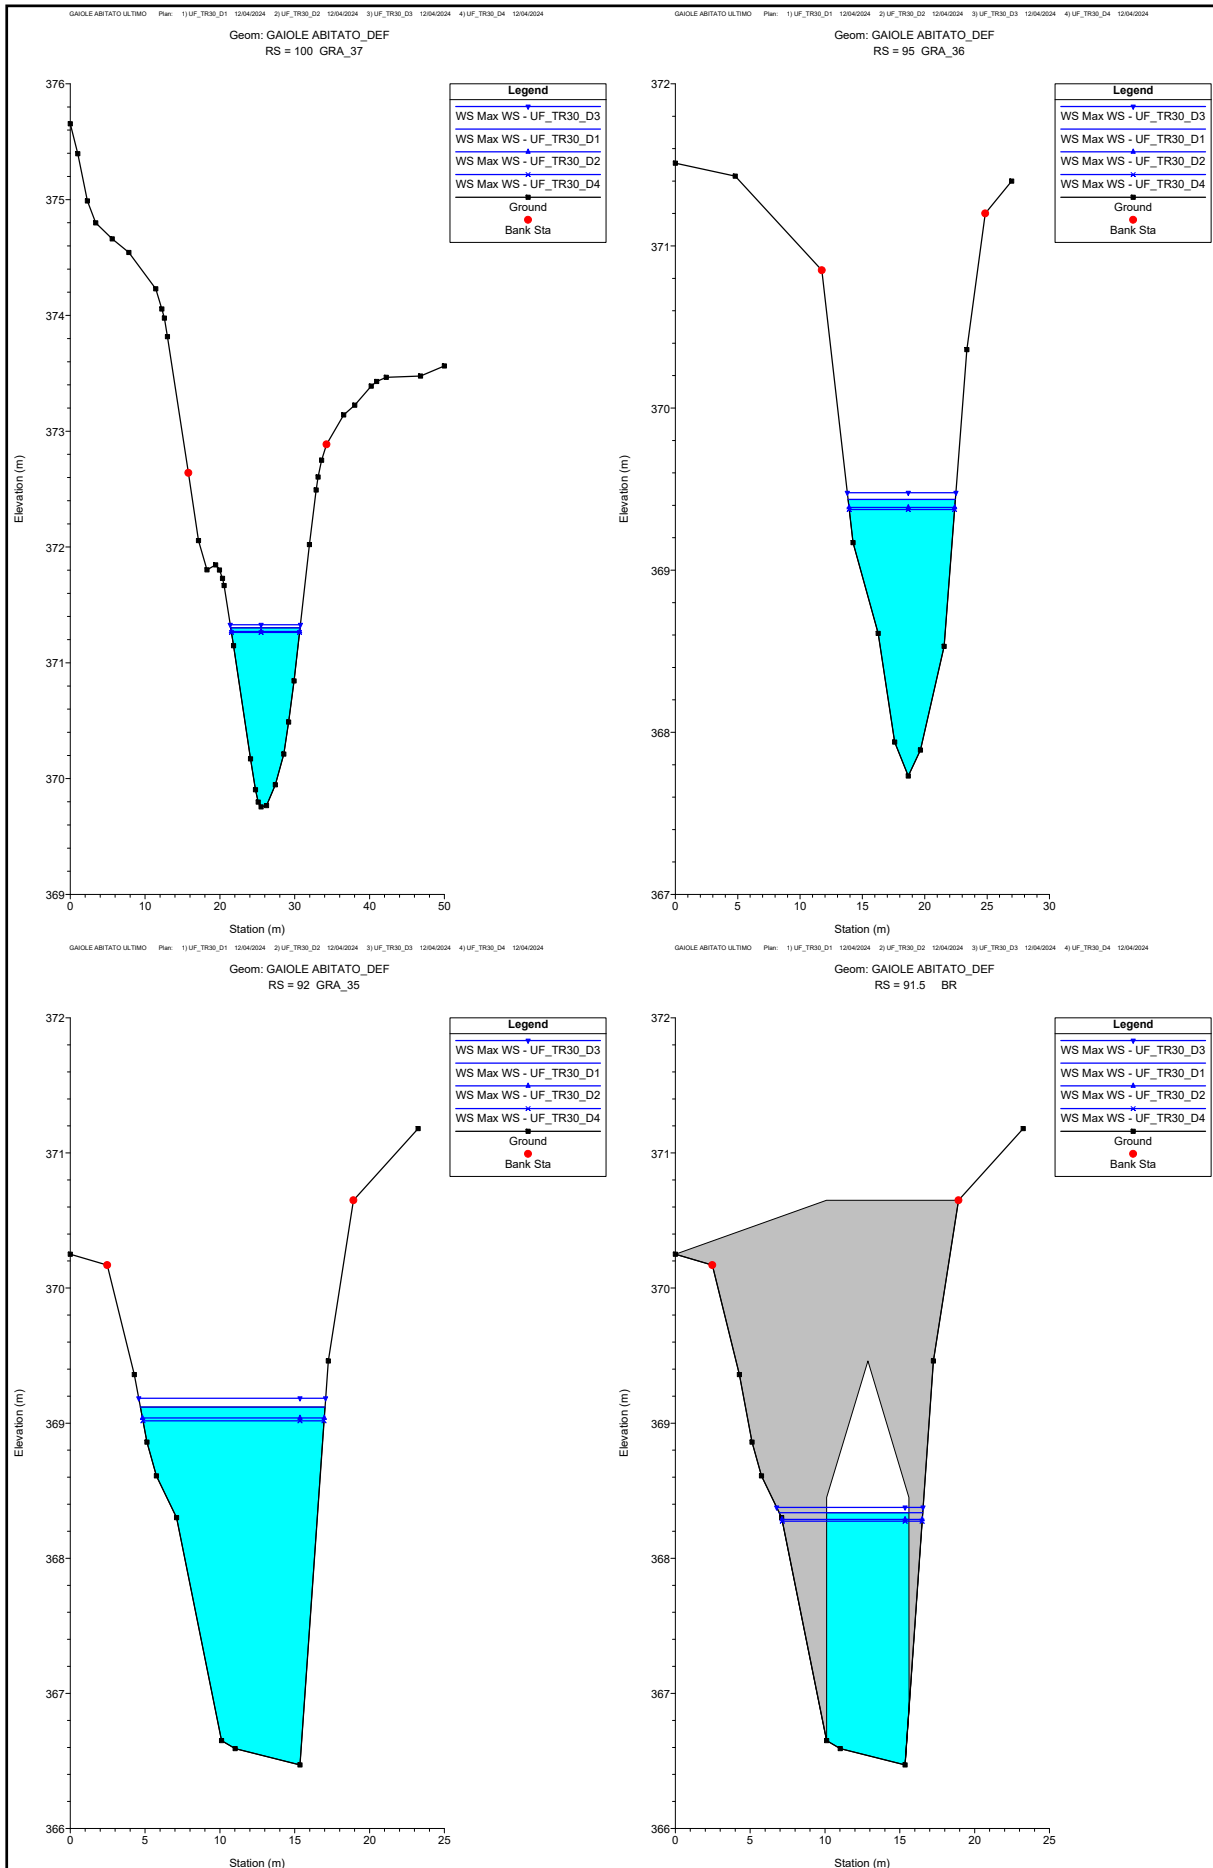 GAIOLE ABITATO ULTIMO Plan: 1) UF_TR30_D1 12/04/2024 2) UF_TR30_D2 12/04/2024 3) UF_TR30_D3 12/04/2024 4) UF_TR30_D4 12/04/2024
Geom: GAIOLE ABITATO_DEF
RS = 100 GRA_37
376
375
374
373
372
371
370
369
Elevation (m)
0 10 20 30 40 50
Station (m)
Legend
WS Max WS - UF_TR30_D3
WS Max WS - UF_TR30_D1
WS Max WS - UF_TR30_D2
WS Max WS - UF_TR30_D4
Ground
Bank Sta
GAIOLE ABITATO ULTIMO Plan: 1) UF_TR30_D1 12/04/2024 2) UF_TR30_D2 12/04/2024 3) UF_TR30_D3 12/04/2024 4) UF_TR30_D4 12/04/2024
Geom: GAIOLE ABITATO_DEF
RS = 95 GRA_36
372
371
370
369
368
367
Elevation (m)
0 5 10 15 20 25 30
Station (m)
Legend
WS Max WS - UF_TR30_D3
WS Max WS - UF_TR30_D1
WS Max WS - UF_TR30_D2
WS Max WS - UF_TR30_D4
Ground
Bank Sta
GAIOLE ABITATO ULTIMO Plan: 1) UF_TR30_D1 12/04/2024 2) UF_TR30_D2 12/04/2024 3) UF_TR30_D3 12/04/2024 4) UF_TR30_D4 12/04/2024
Geom: GAIOLE ABITATO_DEF
RS = 92 GRA_35
372
371
370
369
368
367
366
Elevation (m)
0 5 10 15 20 25
Station (m)
Legend
WS Max WS - UF_TR30_D3
WS Max WS - UF_TR30_D1
WS Max WS - UF_TR30_D2
WS Max WS - UF_TR30_D4
Ground
Bank Sta
GAIOLE ABITATO ULTIMO Plan: 1) UF_TR30_D1 12/04/2024 2) UF_TR30_D2 12/04/2024 3) UF_TR30_D3 12/04/2024 4) UF_TR30_D4 12/04/2024
Geom: GAIOLE ABITATO_DEF
RS = 91.5 BR
372
371
370
369
368
367
366
Elevation (m)
0 5 10 15 20 25
Station (m)
Legend
WS Max WS - UF_TR30_D3
WS Max WS - UF_TR30_D1
WS Max WS - UF_TR30_D2
WS Max WS - UF_TR30_D4
Ground
Bank Sta